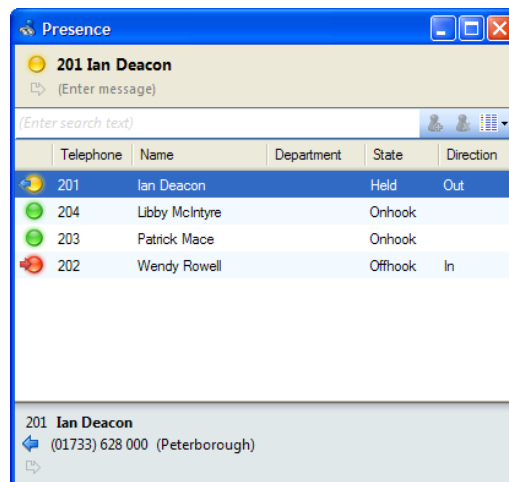 Presence
201 Ian Deacon
(Enter message)
(Enter search text)
Telephone Name Department State Direction
201 Ian Deacon Held Out
204 Libby McIntyre Onhook
203 Patrick Mace Onhook
202 Wendy Rowell Offhook In
201 Ian Deacon
(01733) 628 000 (Peterborough)